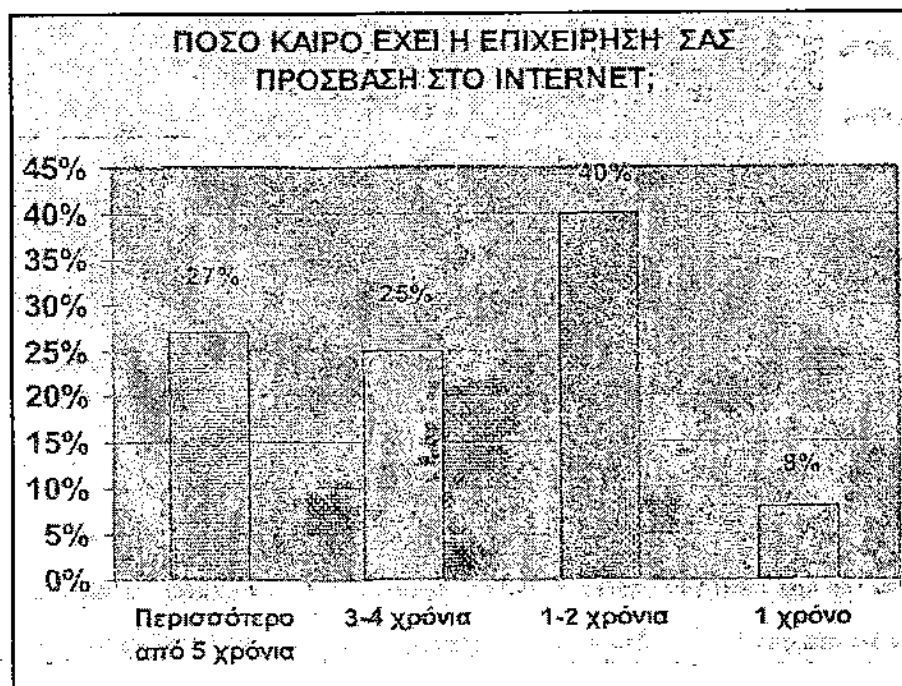 ΠΟΣΟ ΚΑΙΡΟ ΕΧΕΙ Η ΕΠΙΧΕΙΡΗΣΗ ΣΑΣ
ΠΡΟΣΒΑΣΗ ΣΤΟ INTERNET;
45%
40%
35%
30%
25%
20%
15%
10%
5%
0%
27%
25%
40%
8%
Περισσότερο
από 5 χρόνια
3-4 χρόνια
1-2 χρόνια
1 χρόνο